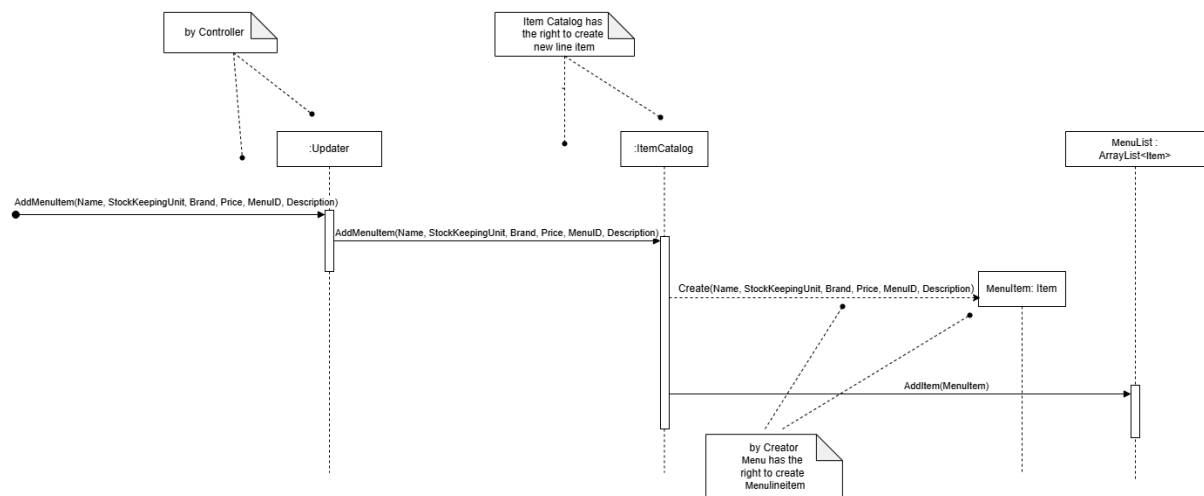 by Controller
Item Catalog has
the right to create
new line item
:Updater
:ItemCatalog
MenuList :
ArrayList<Item>
AddMenuItem(Name, StockKeepingUnit, Brand, Price, MenuID, Description)
AddMenuItem(Name, StockKeepingUnit, Brand, Price, MenuID, Description)
Create(Name, StockKeepingUnit, Brand, Price, MenuID, Description)
MenuItem: Item
AddItem(MenuItem)
by Creator
Menu has the
right to create
Menulineitem